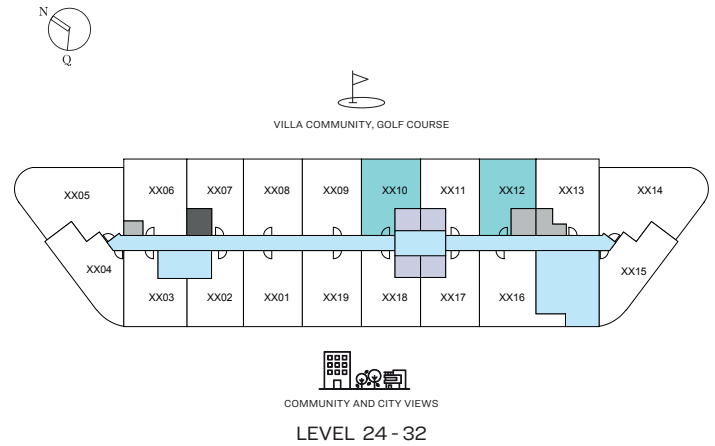 N
Q
VILLA COMMUNITY, GOLF COURSE
XX05 XX06 XX07 XX08 XX09 XX10 XX11 XX12 XX13 XX14
XX04 XX03 XX02 XX01 XX19 XX18 XX17 XX16 XX15
COMMUNITY AND CITY VIEWS
LEVEL 24 - 32